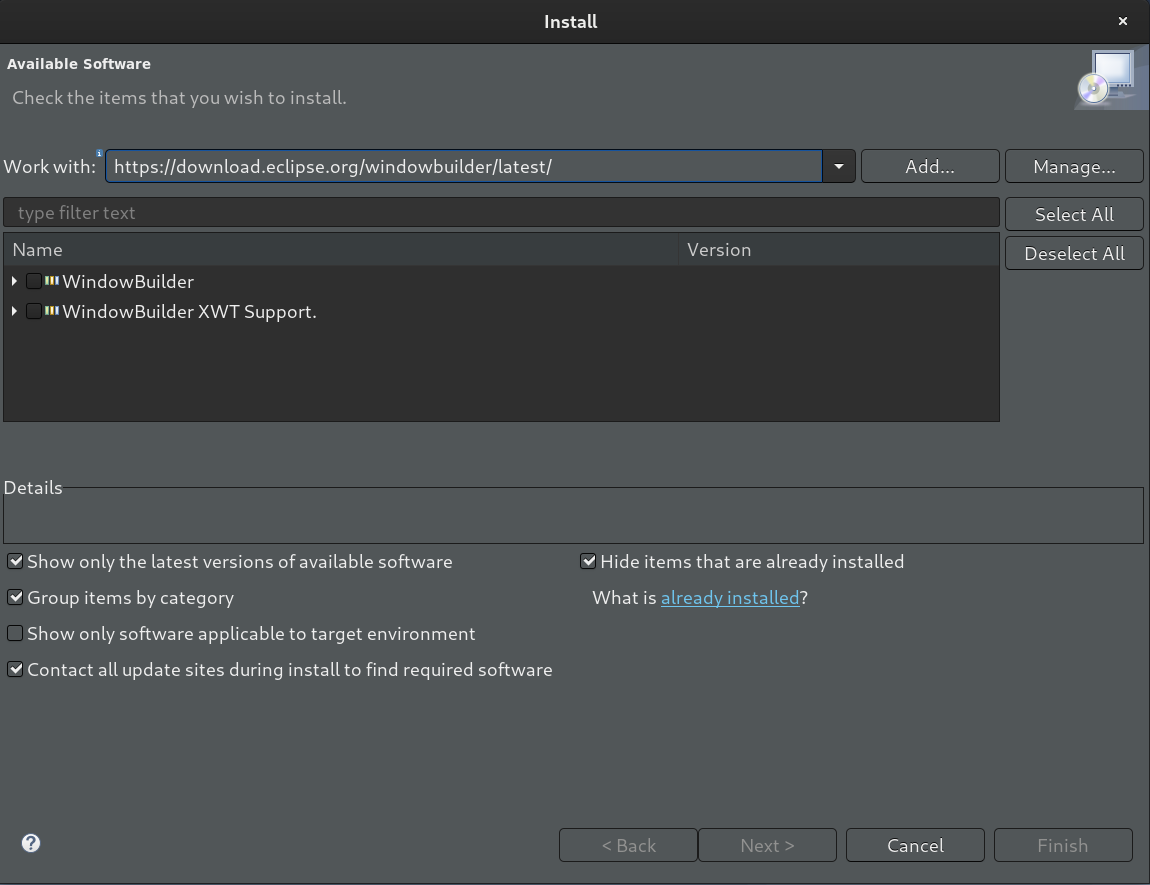 Install
Available Software
Check the items that you wish to install.
Work with: https://download.eclipse.org/windowbuilder/latest/ Add... Manage...
type filter text Select All
Name Version Deselect All
WindowBuilder
WindowBuilder XWT Support.
Details
Show only the latest versions of available software Hide items that are already installed
Group items by category What is already installed?
Show only software applicable to target environment
Contact all update sites during install to find required software
? < Back Next > Cancel Finish